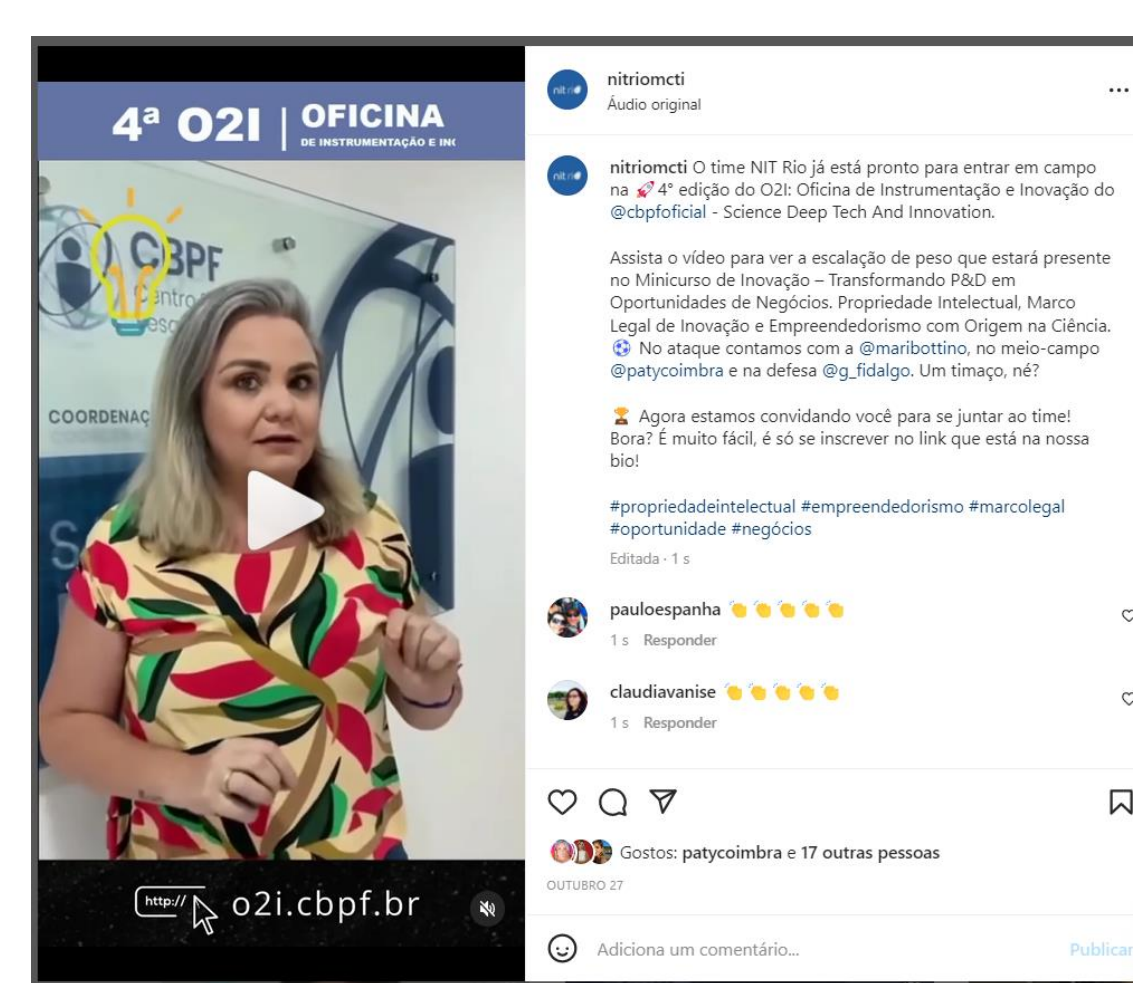 4ª O2I | OFICINA
DE INSTRUMENTAÇÃO E
CBPF
Centro
COORDENAÇ
http://
o2i.cbpf.br
nitrio
nitriomcti
Áudio original
nitrio
nitriomcti O time NIT Rio já está pronto para entrar em campo
na 🚀 4° edição do O2I: Oficina de Instrumentação e Inovação do
@cbpfoficial - Science Deep Tech And Innovation.
Assista o vídeo para ver a escalação de peso que estará presente
no Minicurso de Inovação – Transformando P&D em
Oportunidades de Negócios. Propriedade Intelectual, Marco
Legal de Inovação e Empreendedorismo com Origem na Ciência.
⚽ No ataque contamos com a @maribottino, no meio-campo
@patycoimbra e na defesa @g_fidalgo. Um timaço, né?
🏆 Agora estamos convidando você para se juntar ao time!
Bora? É muito fácil, é só se inscrever no link que está na nossa
bio!
#propriedadeintelectual #empreendedorismo #marcolegal
#oportunidade #negócios
Editada · 1 s
pauloespanha 👏👏👏👏👏
1 s Responder
claudiavanise 👏👏👏👏👏
1 s Responder
Gostos: patycoimbra e 17 outras pessoas
OUTUBRO 27
Adiciona um comentário...
Publicar